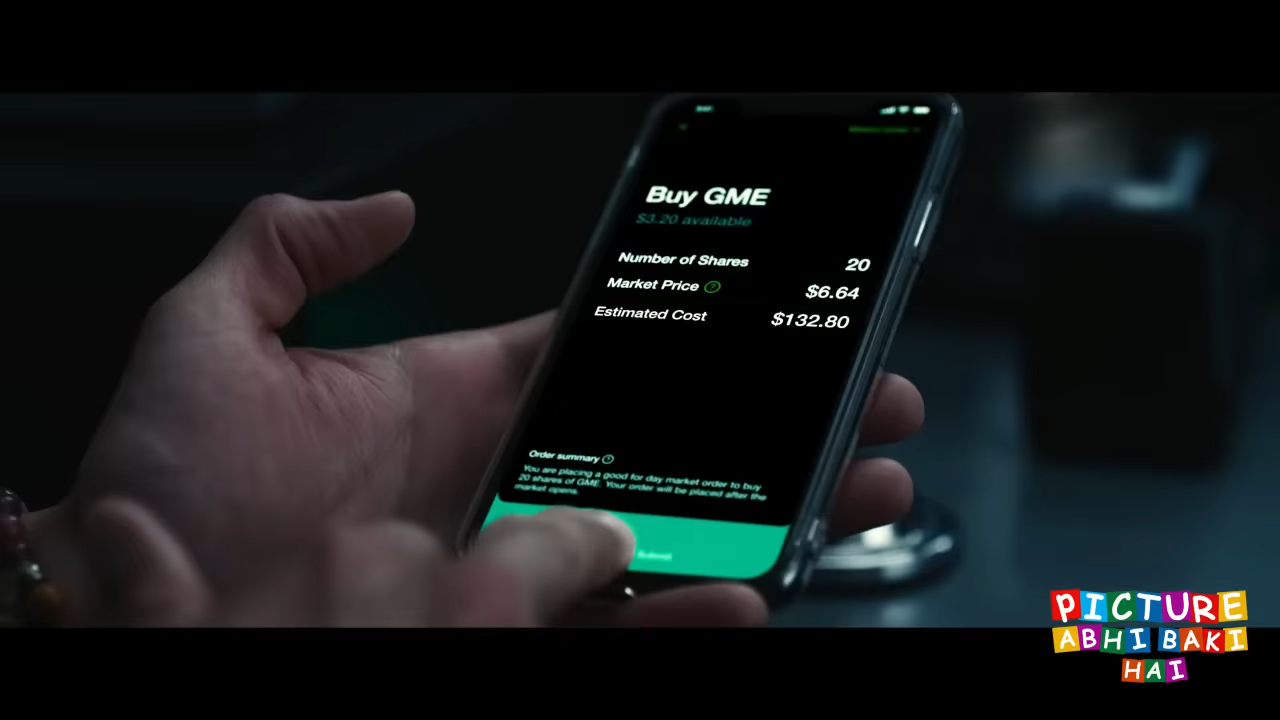 Buy GME
$3.20 available
Number of Shares 20
Market Price $6.64
Estimated Cost $132.80
Order summary
You are placing a good for day market order to buy
20 shares of GME. Your order will be placed after the
market opens.
Submit
PICTURE
ABHI BAKI
HAI